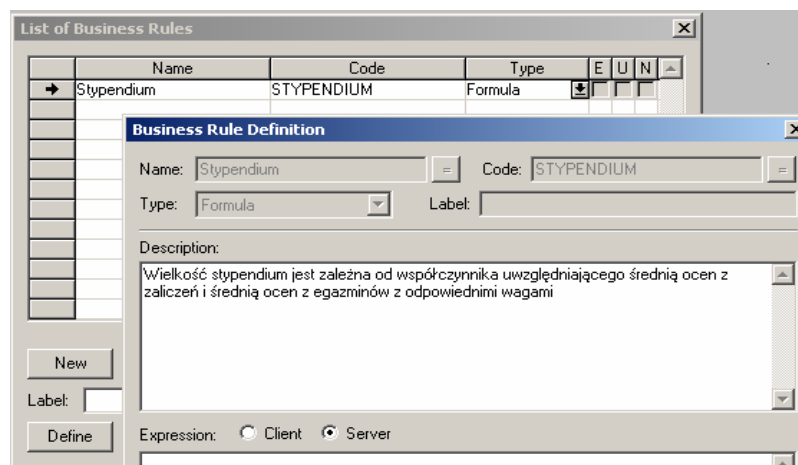 List of Business Rules
Name Code Type E U N
Stypendium STYPENDIUM Formula
Business Rule Definition
Name: Stypendium = Code: STYPENDIUM =
Type: Formula Label:
Description:
Wielkość stypendium jest zależna od współczynnika uwzględniającego średnią ocen z
zaliczeń i średnią ocen z egazminów z odpowiednimi wagami
New
Label:
Define Expression: Client Server